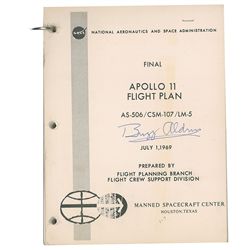 NASA
NATIONAL AERONAUTICS AND SPACE ADMINISTRATION
FINAL
APOLLO 11
FLIGHT PLAN
AS-506/CSM-107/LM-5
Buzz Aldrin
JULY 1, 1969
PREPARED BY
FLIGHT PLANNING BRANCH
FLIGHT CREW SUPPORT DIVISION
MANNED SPACECRAFT CENTER
HOUSTON, TEXAS